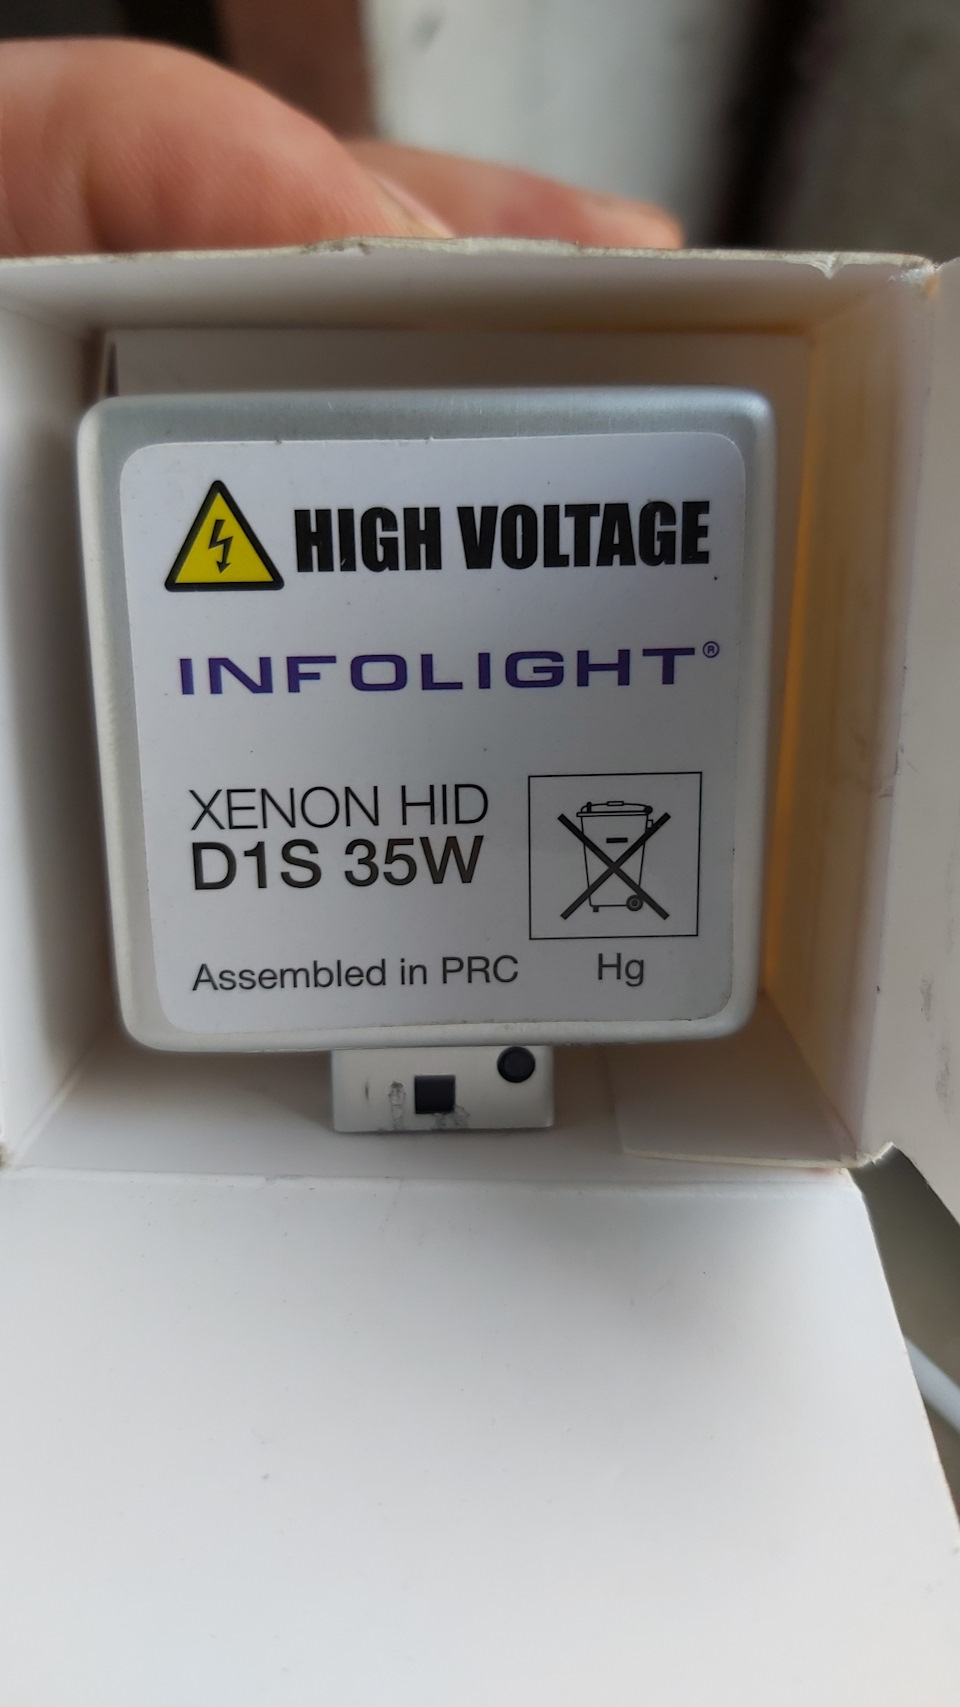 HIGH VOLTAGE
INFOLIGHT®
XENON HID
D1S 35W
Assembled in PRC
Hg